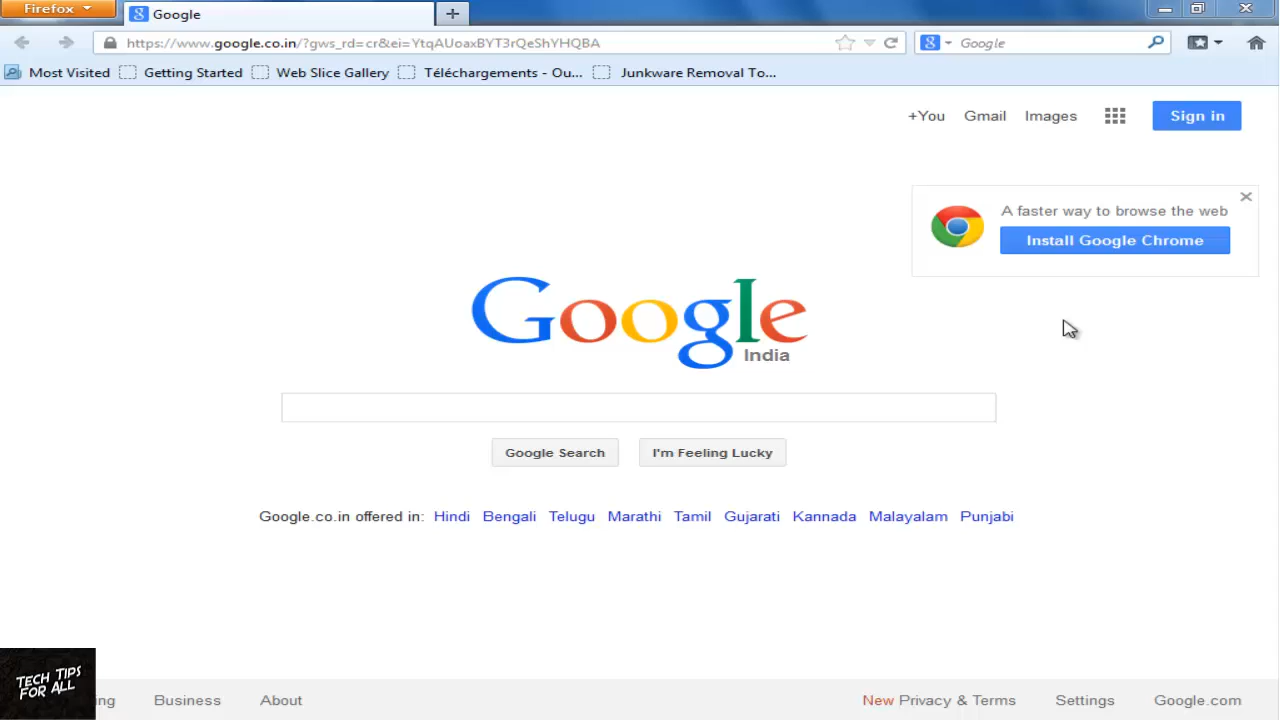 Firefox
Google
https://www.google.co.in/?gws_rd=cr&ei=YtqAUoaxBYT3rQeShYHQBA
Google
Most Visited Getting Started Web Slice Gallery Téléchargements - Ou... Junkware Removal To...
+You Gmail Images Sign in
A faster way to browse the web
Install Google Chrome
Google
India
Google Search I'm Feeling Lucky
Google.co.in offered in: Hindi Bengali Telugu Marathi Tamil Gujarati Kannada Malayalam Punjabi
TECH TIPS
FOR ALL
Business About New Privacy & Terms Settings Google.com